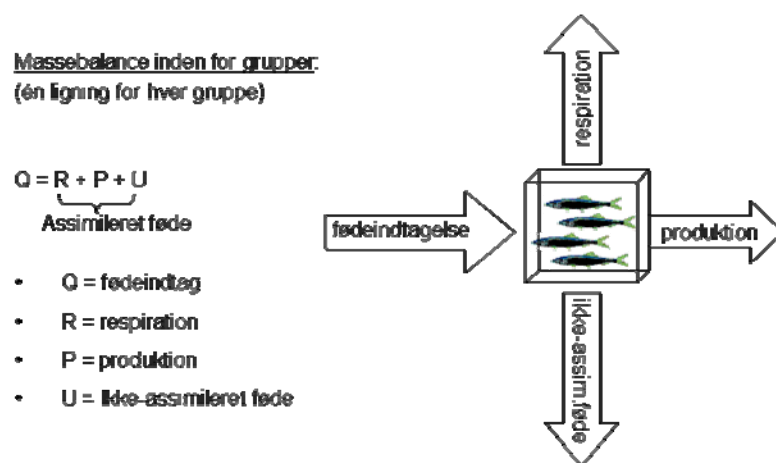 Massebalance inden for grupper:
(én ligning for hver gruppe)
Q = R + P + U
Assimileret føde
• Q = fødeindtag
• R = respiration
• P = produktion
• U = Ikke-assimileret føde
respiration
fødeindtagelse
produktion
ikke-assim.føde